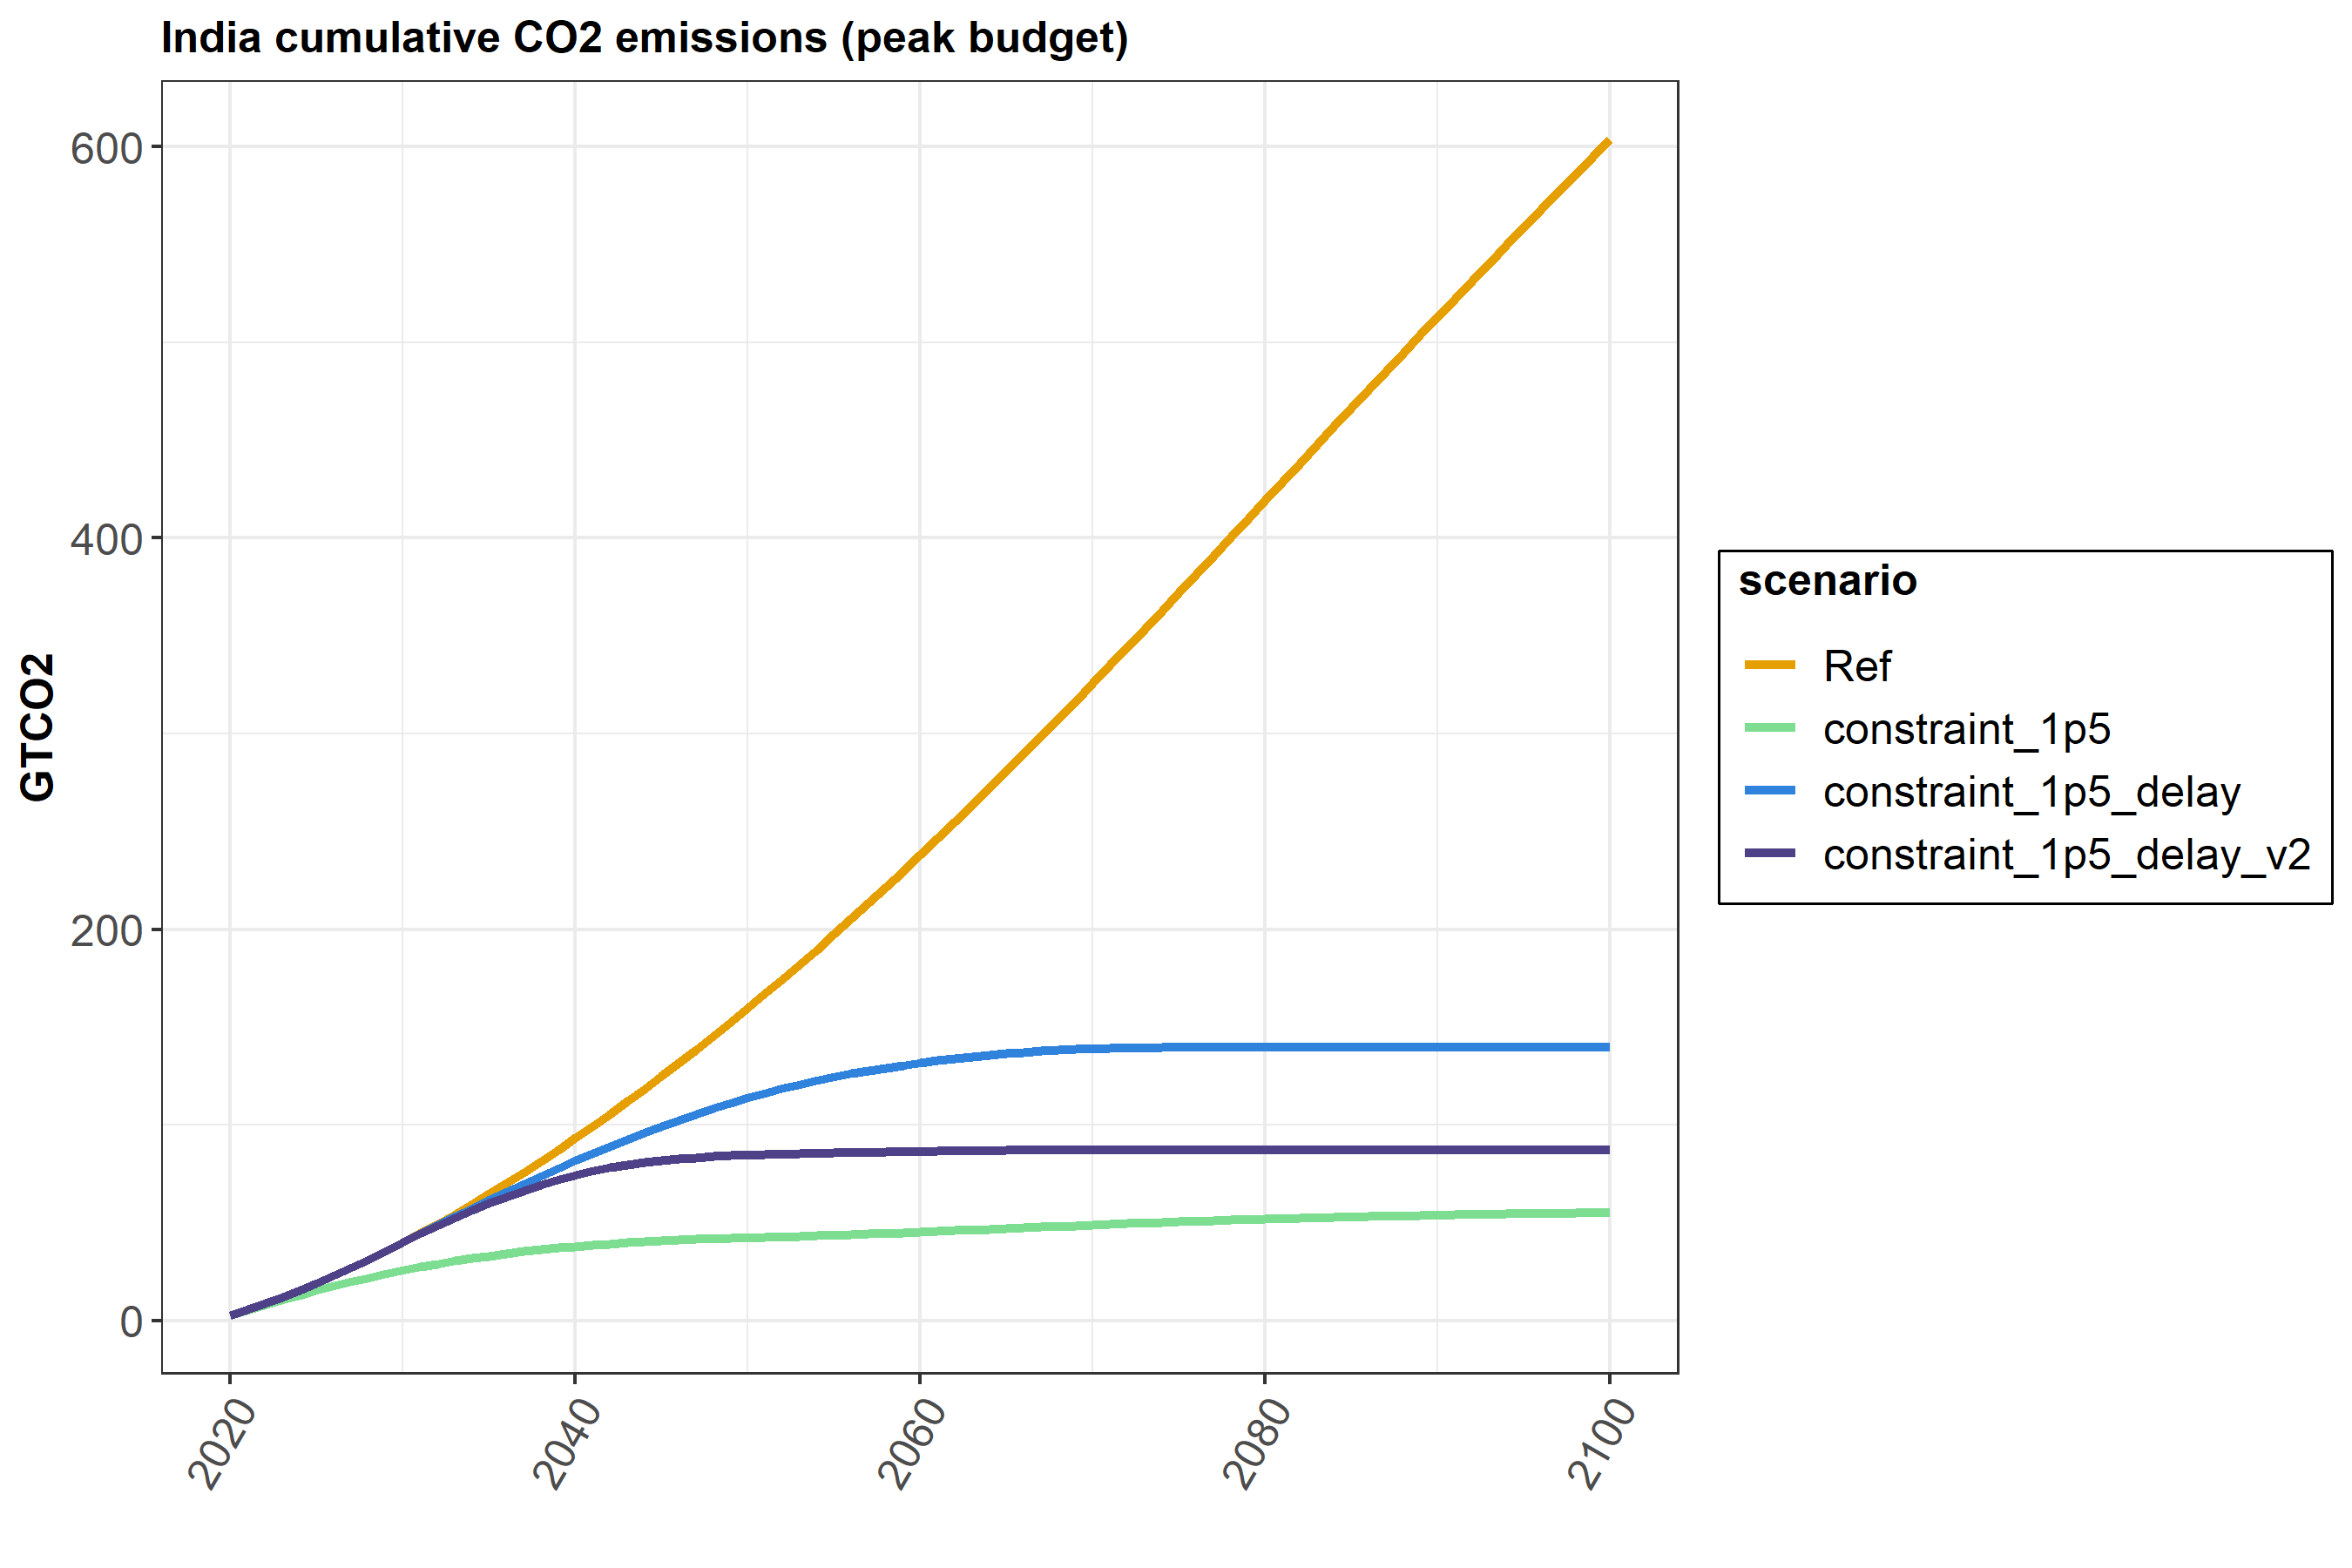 India cumulative CO2 emissions (peak budget)
GTCO2
600
400
200
0
2020
2040
2060
2080
2100
scenario
Ref
constraint_1p5
constraint_1p5_delay
constraint_1p5_delay_v2